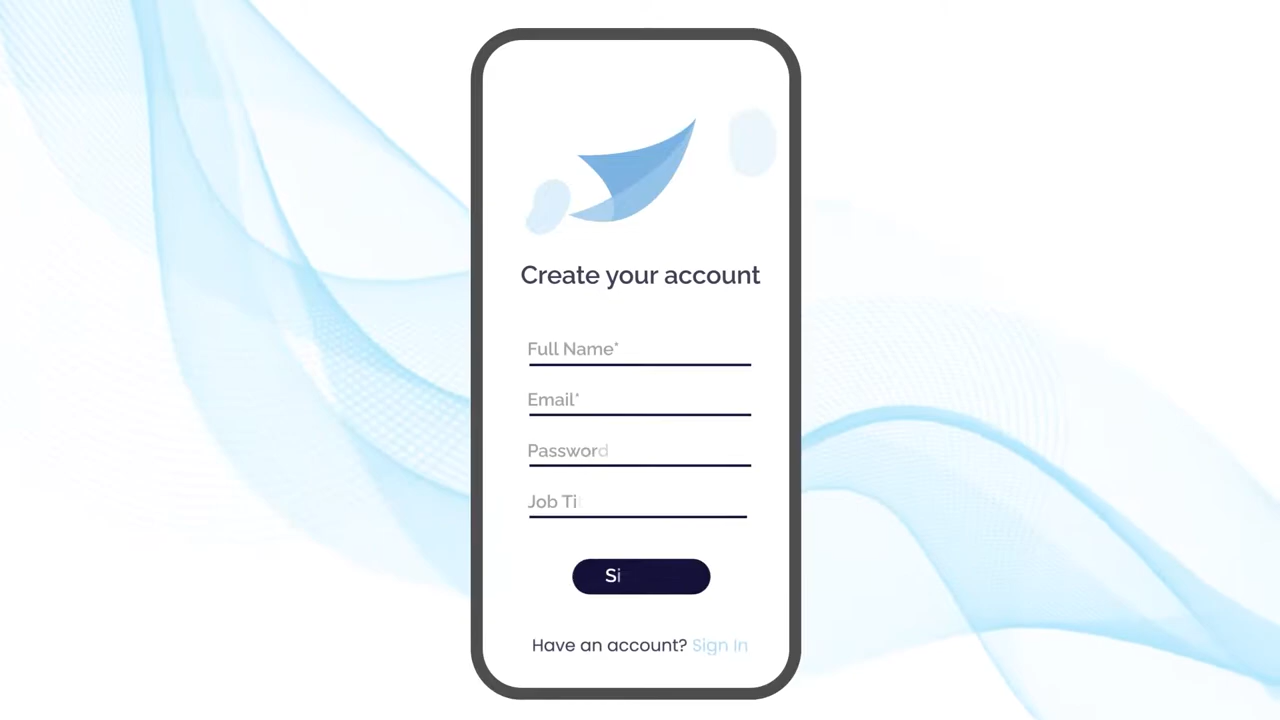 Create your account
Full Name*
Email*
Password
Job Ti
Si
Have an account? Sign In